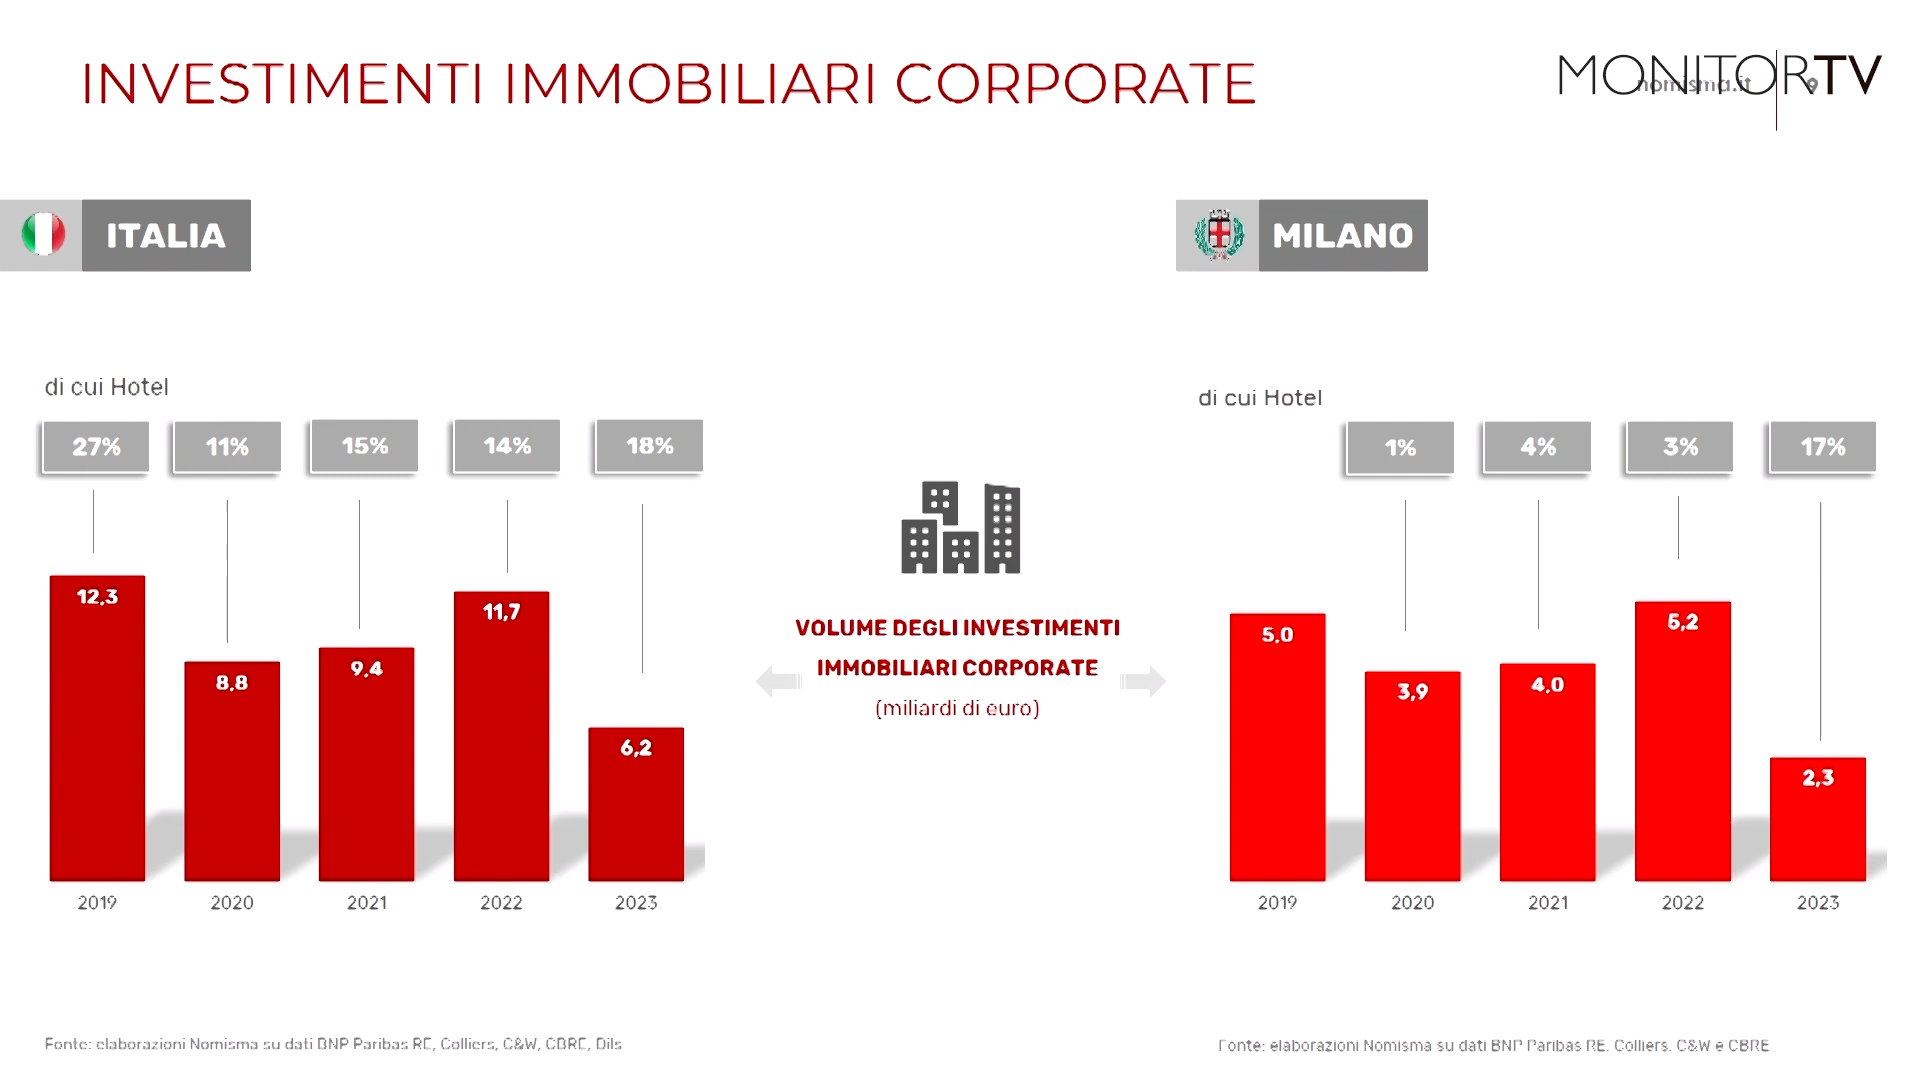 INVESTIMENTI IMMOBILIARI CORPORATE
MONITORTV
nomisma.it
9
ITALIA
di cui Hotel
27% 11% 15% 14% 18%
12,3 8,8 9,4 11,7 6,2
2019 2020 2021 2022 2023
Fonte: elaborazioni Nomisma su dati BNP Paribas RE, Colliers, C&W, CBRE, Dils
VOLUME DEGLI INVESTIMENTI
IMMOBILIARI CORPORATE
(miliardi di euro)
MILANO
di cui Hotel
1% 4% 3% 17%
5,0 3,9 4,0 5,2 2,3
2019 2020 2021 2022 2023
Fonte: elaborazioni Nomisma su dati BNP Paribas RE. Colliers. C&W e CBRE